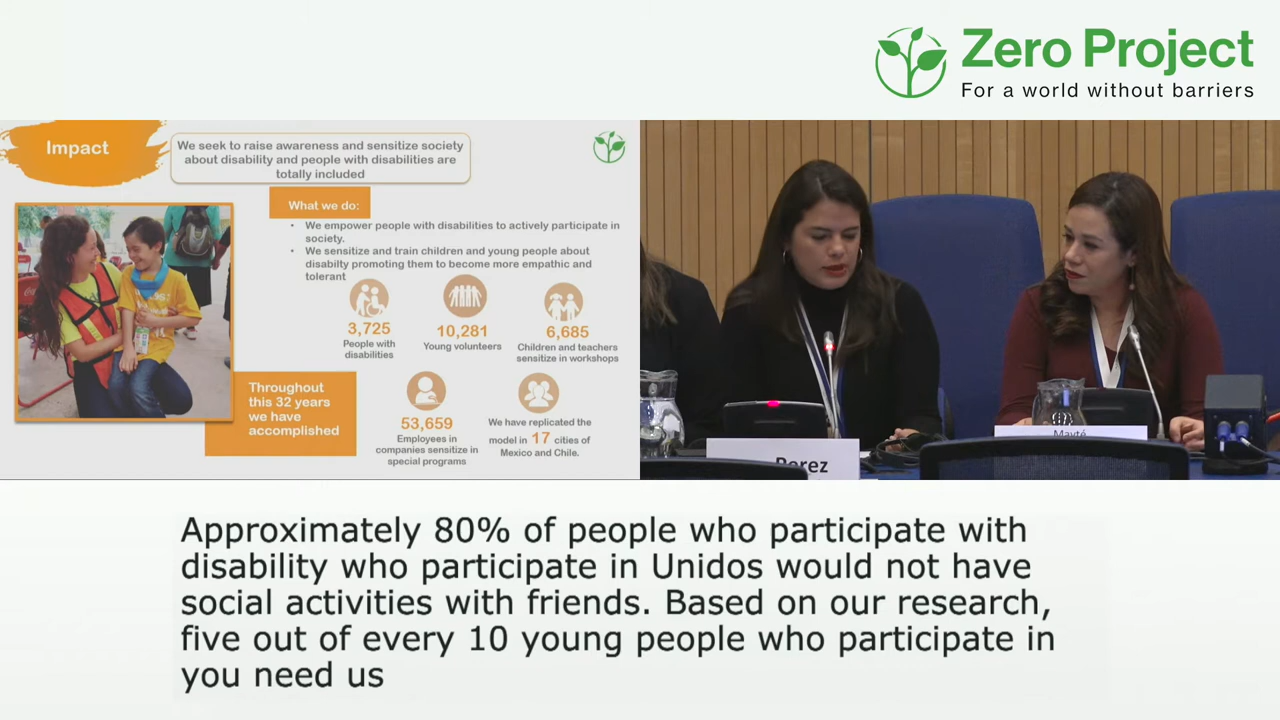 Zero Project
For a world without barriers
Impact
We seek to raise awareness and sensitize society
about disability and people with disabilities are
totally included
What we do:
• We empower people with disabilities to actively participate in
society.
• We sensitize and train children and young people about
disabilty promoting them to become more empathic and
tolerant
3,725
People with
disabilities
10,281
Young volunteers
6,685
Children and teachers
sensitize in workshops
Throughout
this 32 years
we have
accomplished
53,659
Employees in
companies sensitize in
special programs
We have replicated the
model in 17 cities of
Mexico and Chile.
Perez
Mayté
Approximately 80% of people who participate with
disability who participate in Unidos would not have
social activities with friends. Based on our research,
five out of every 10 young people who participate in
you need us